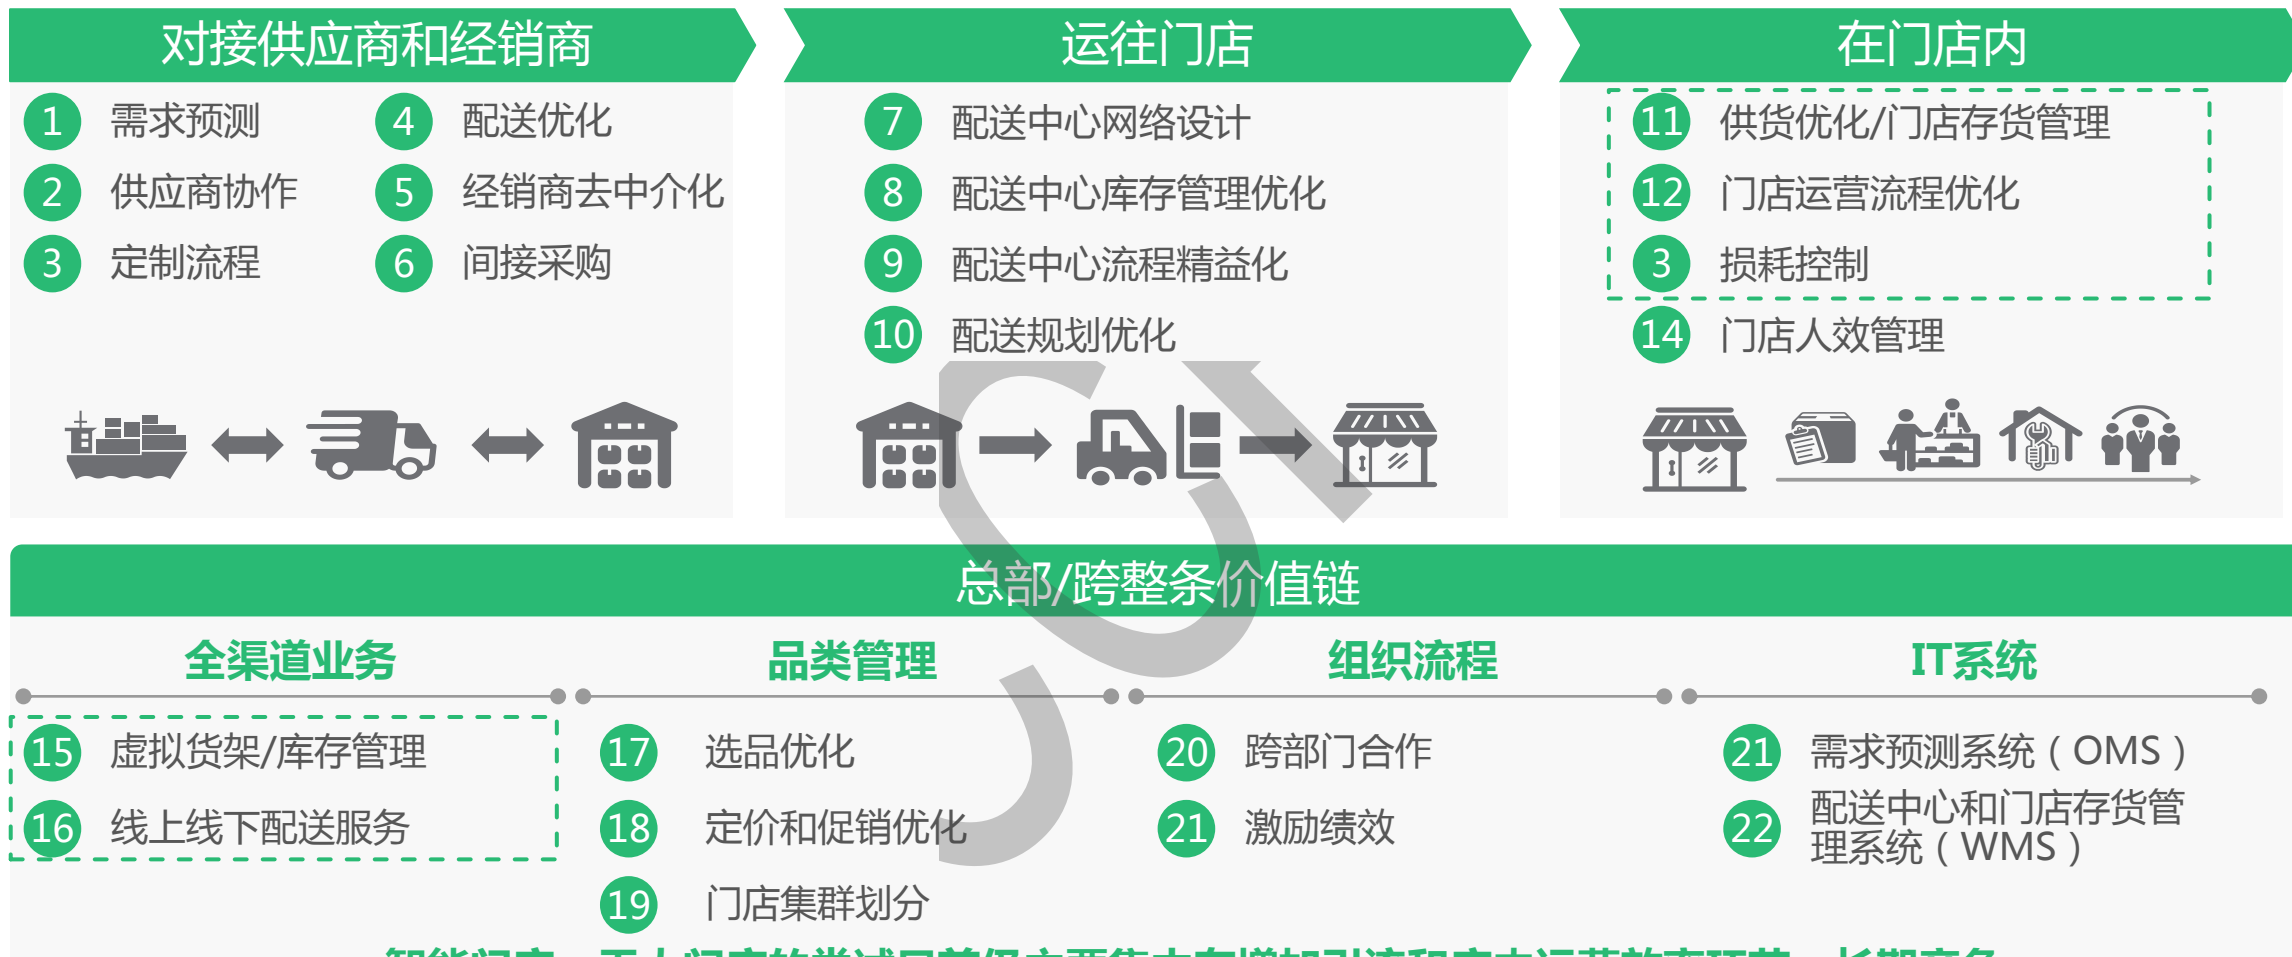 对接供应商和经销商
1 需求预测
2 供应商协作
3 定制流程
4 配送优化
5 经销商去中介化
6 间接采购
运往门店
7 配送中心网络设计
8 配送中心库存管理优化
9 配送中心流程精益化
10 配送规划优化
在门店内
11 供货优化/门店存货管理
12 门店运营流程优化
3 损耗控制
14 门店人效管理
总部/跨整条价值链
全渠道业务
15 虚拟货架/库存管理
16 线上线下配送服务
品类管理
17 选品优化
18 定价和促销优化
19 门店集群划分
组织流程
20 跨部门合作
21 激励绩效
IT系统
21 需求预测系统（OMS）
22 配送中心和门店存货管
理系统（WMS）